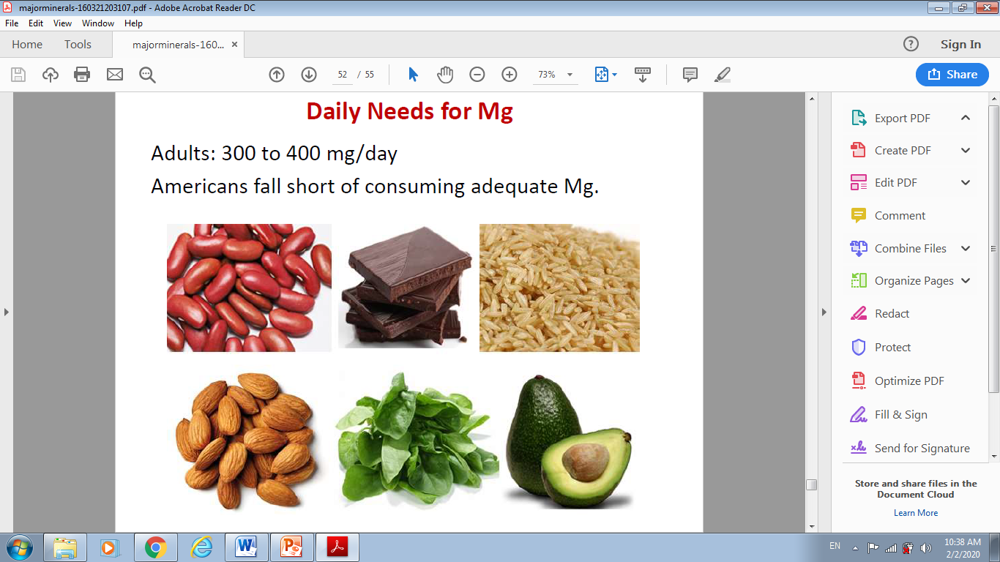 majorminerals-160321203107.pdf - Adobe Acrobat Reader DC
File Edit View Window Help
Home Tools majorminerals-160... × Sign In
52 / 55 73% Share
Daily Needs for Mg
Adults: 300 to 400 mg/day
Americans fall short of consuming adequate Mg.
Export PDF
Create PDF
Edit PDF
Comment
Combine Files
Organize Pages
Redact
Protect
Optimize PDF
Fill & Sign
Send for Signature
Store and share files in the
Document Cloud
Learn More
EN 10:38 AM
2/2/2020